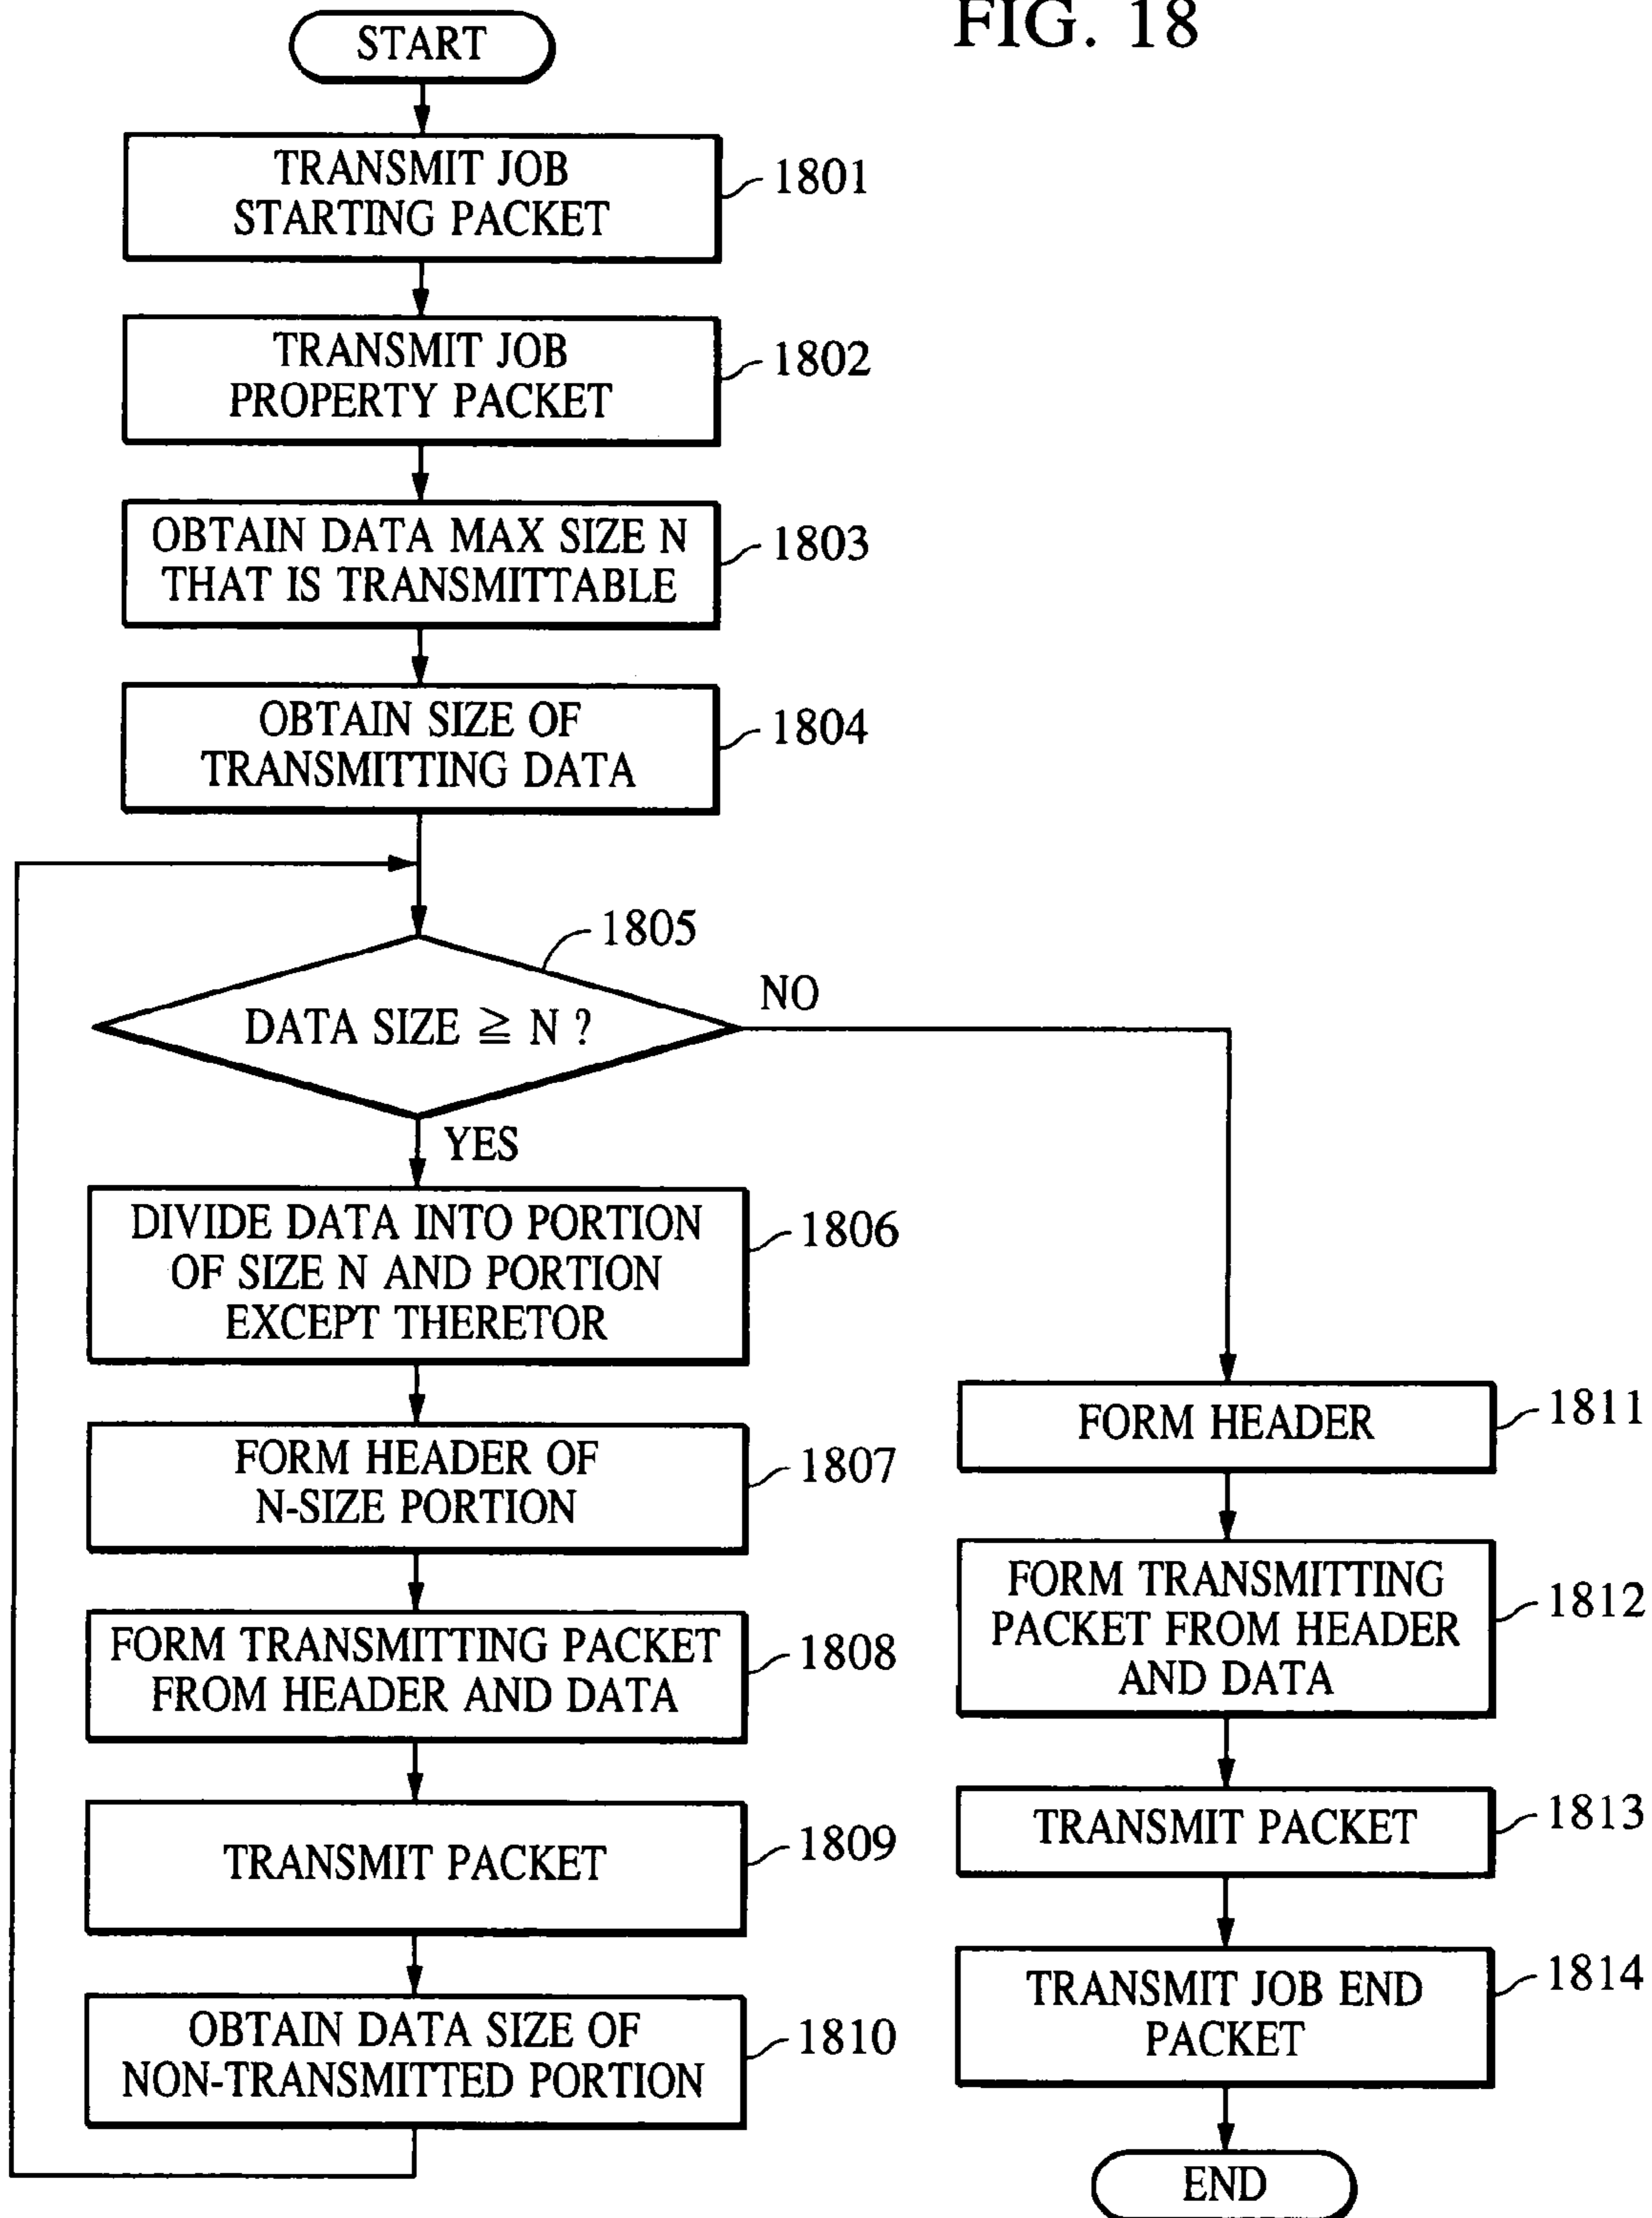 FIG. 18
START
TRANSMIT JOB
STARTING PACKET
1801
TRANSMIT JOB
PROPERTY PACKET
1802
OBTAIN DATA MAX SIZE N
THAT IS TRANSMITTABLE
1803
OBTAIN SIZE OF
TRANSMITTING DATA
1804
1805
DATA SIZE ≧ N ?
NO
YES
DIVIDE DATA INTO PORTION
OF SIZE N AND PORTION
EXCEPT THERETOR
1806
FORM HEADER OF
N-SIZE PORTION
1807
FORM TRANSMITTING PACKET
FROM HEADER AND DATA
1808
TRANSMIT PACKET
1809
OBTAIN DATA SIZE OF
NON-TRANSMITTED PORTION
1810
FORM HEADER
1811
FORM TRANSMITTING
PACKET FROM HEADER
AND DATA
1812
TRANSMIT PACKET
1813
TRANSMIT JOB END
PACKET
1814
END